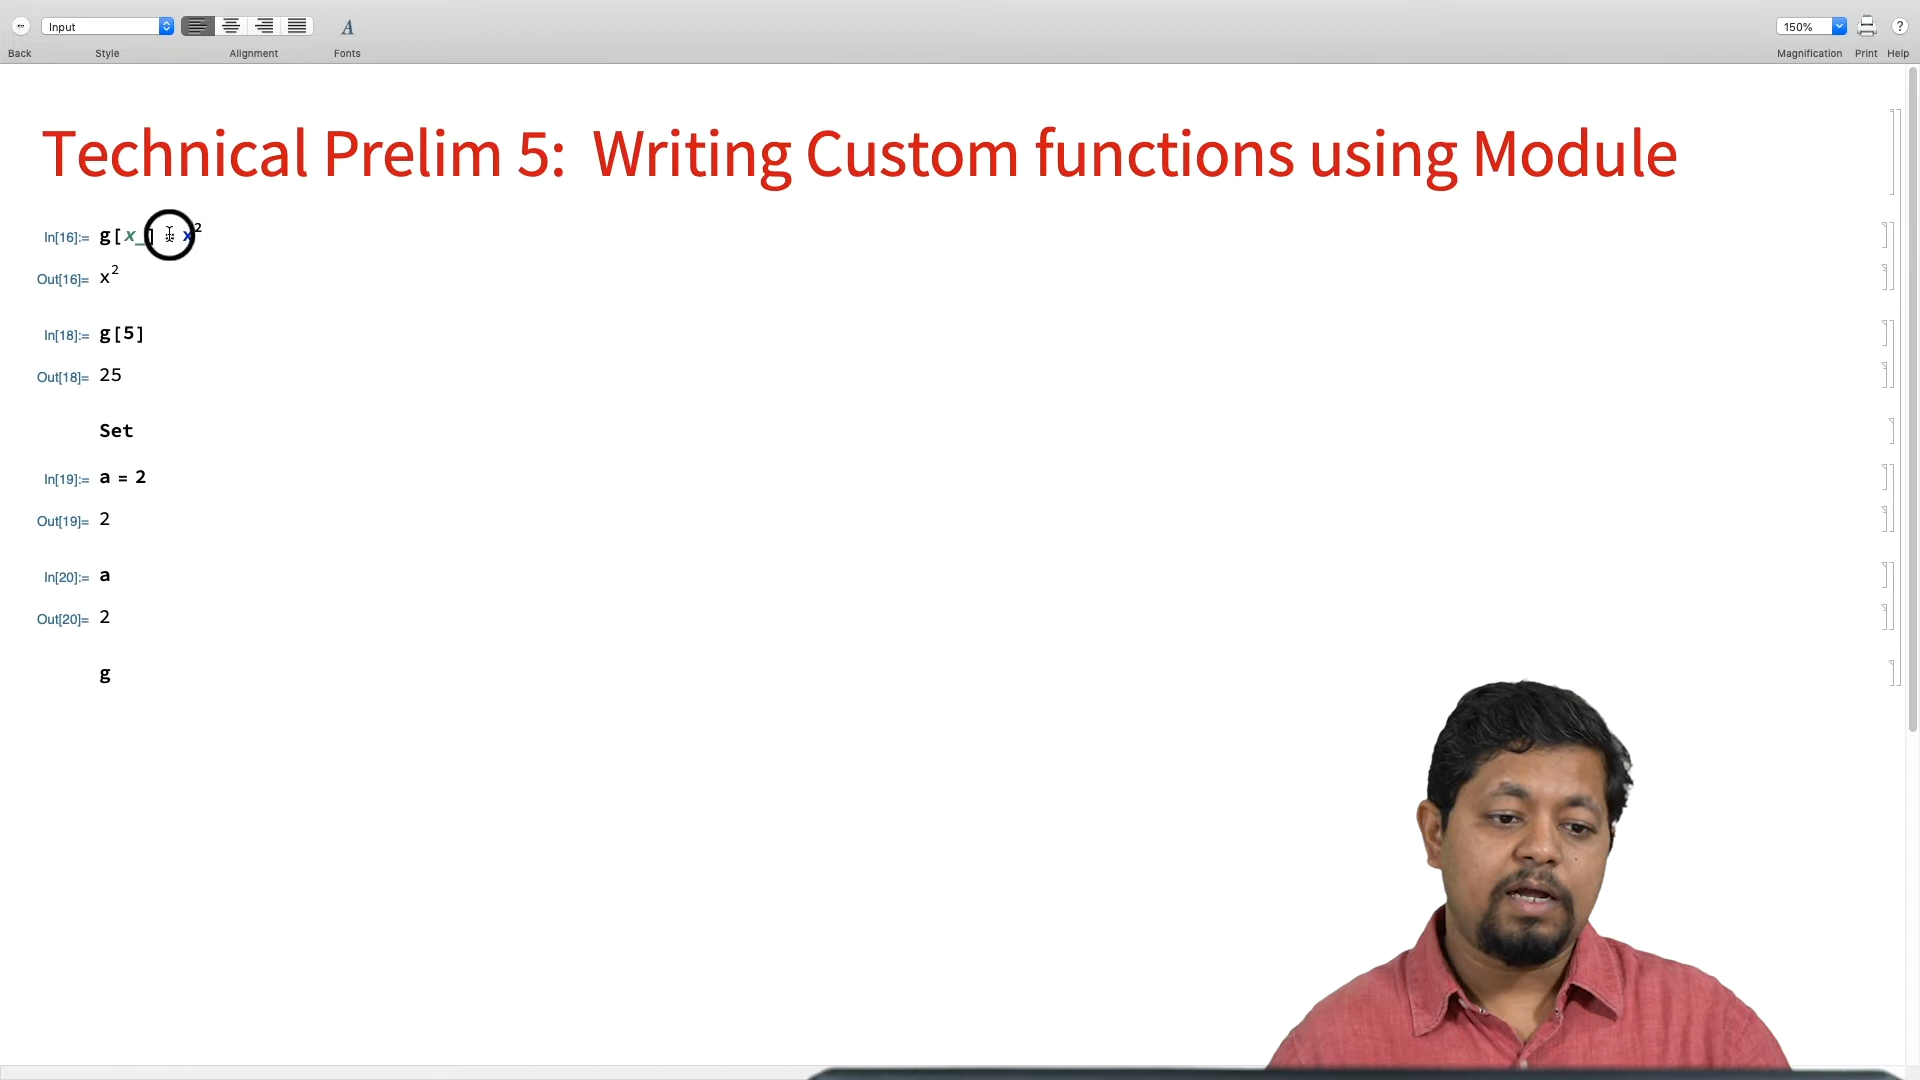 Input
150%
Back
Style
Alignment
Fonts
Magnification
Print
Help
Technical Prelim 5: Writing Custom functions using Module
In[16]:= g[x_] = x²
Out[16]= x²
In[18]:= g[5]
Out[18]= 25
Set
In[19]:= a = 2
Out[19]= 2
In[20]:= a
Out[20]= 2
g